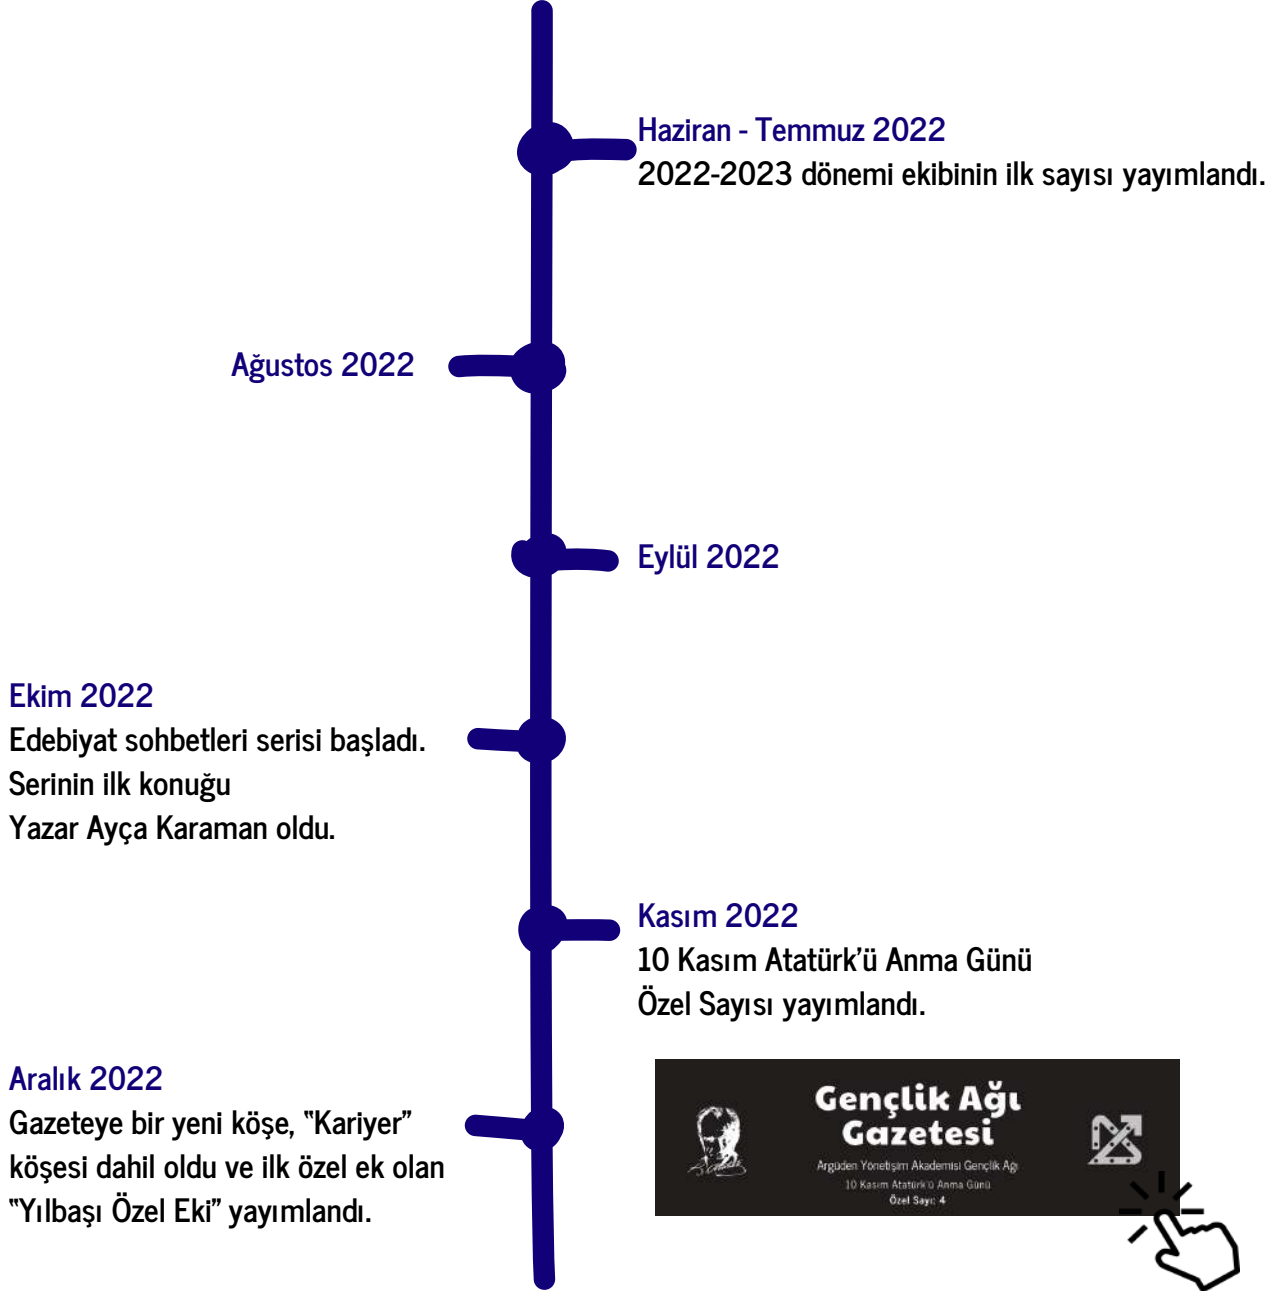 Haziran - Temmuz 2022
2022-2023 dönemi ekibinin ilk sayısı yayımlandı.
Ağustos 2022
Eylül 2022
Ekim 2022
Edebiyat sohbetleri serisi başladı.
Serinin ilk konuğu
Yazar Ayça Karaman oldu.
Kasım 2022
10 Kasım Atatürk'ü Anma Günü
Özel Sayısı yayımlandı.
Aralık 2022
Gazeteye bir yeni köşe, "Kariyer"
köşesi dahil oldu ve ilk özel ek olan
"Yılbaşı Özel Eki" yayımlandı.
Gençlik Ağı
Gazetesi
Argüden Yönetişim Akademisi Gençlik Ağı
10 Kasım Atatürk'ü Anma Günü
Özel Sayı: 4